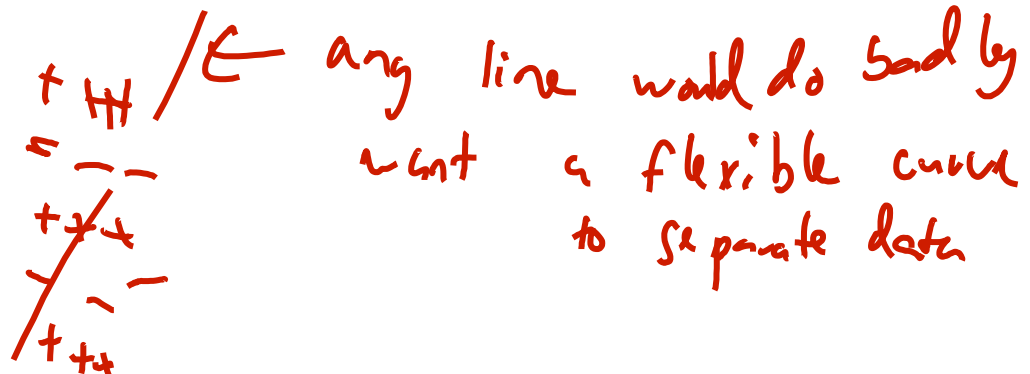 any line would do badly
want a flexible curve
to separate data